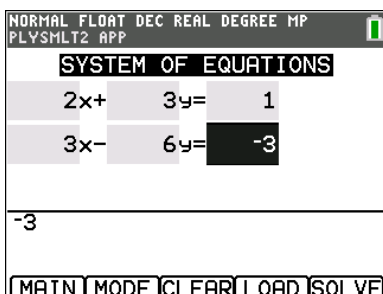 NORMAL FLOAT DEC REAL DEGREE MP
PLYSMLT2 APP
SYSTEM OF EQUATIONS
2x+ 3y= 1
3x- 6y= -3
-3
MAIN MODE CLEAR LOAD SOLVE